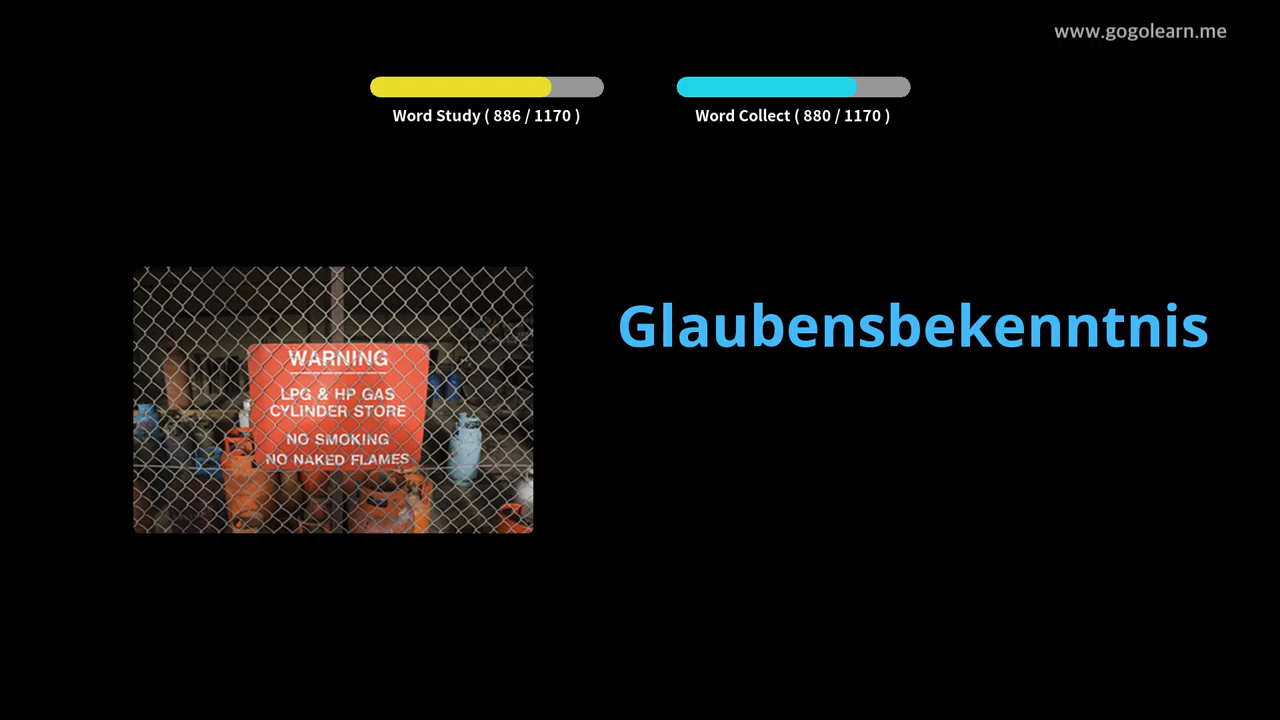 www.gogolearn.me
Word Study ( 886 / 1170 )
Word Collect ( 880 / 1170 )
Glaubensbekenntnis
WARNING
LPG & HP GAS
CYLINDER STORE
NO SMOKING
NO NAKED FLAMES